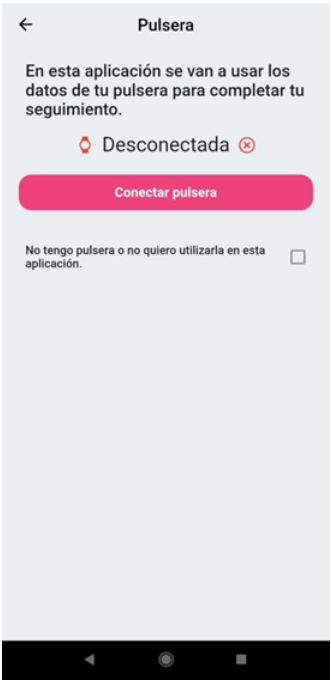 Pulsera
En esta aplicación se van a usar los
datos de tu pulsera para completar tu
seguimiento.
Desconectada
Conectar pulsera
No tengo pulsera o no quiero utilizarla en esta
aplicación.